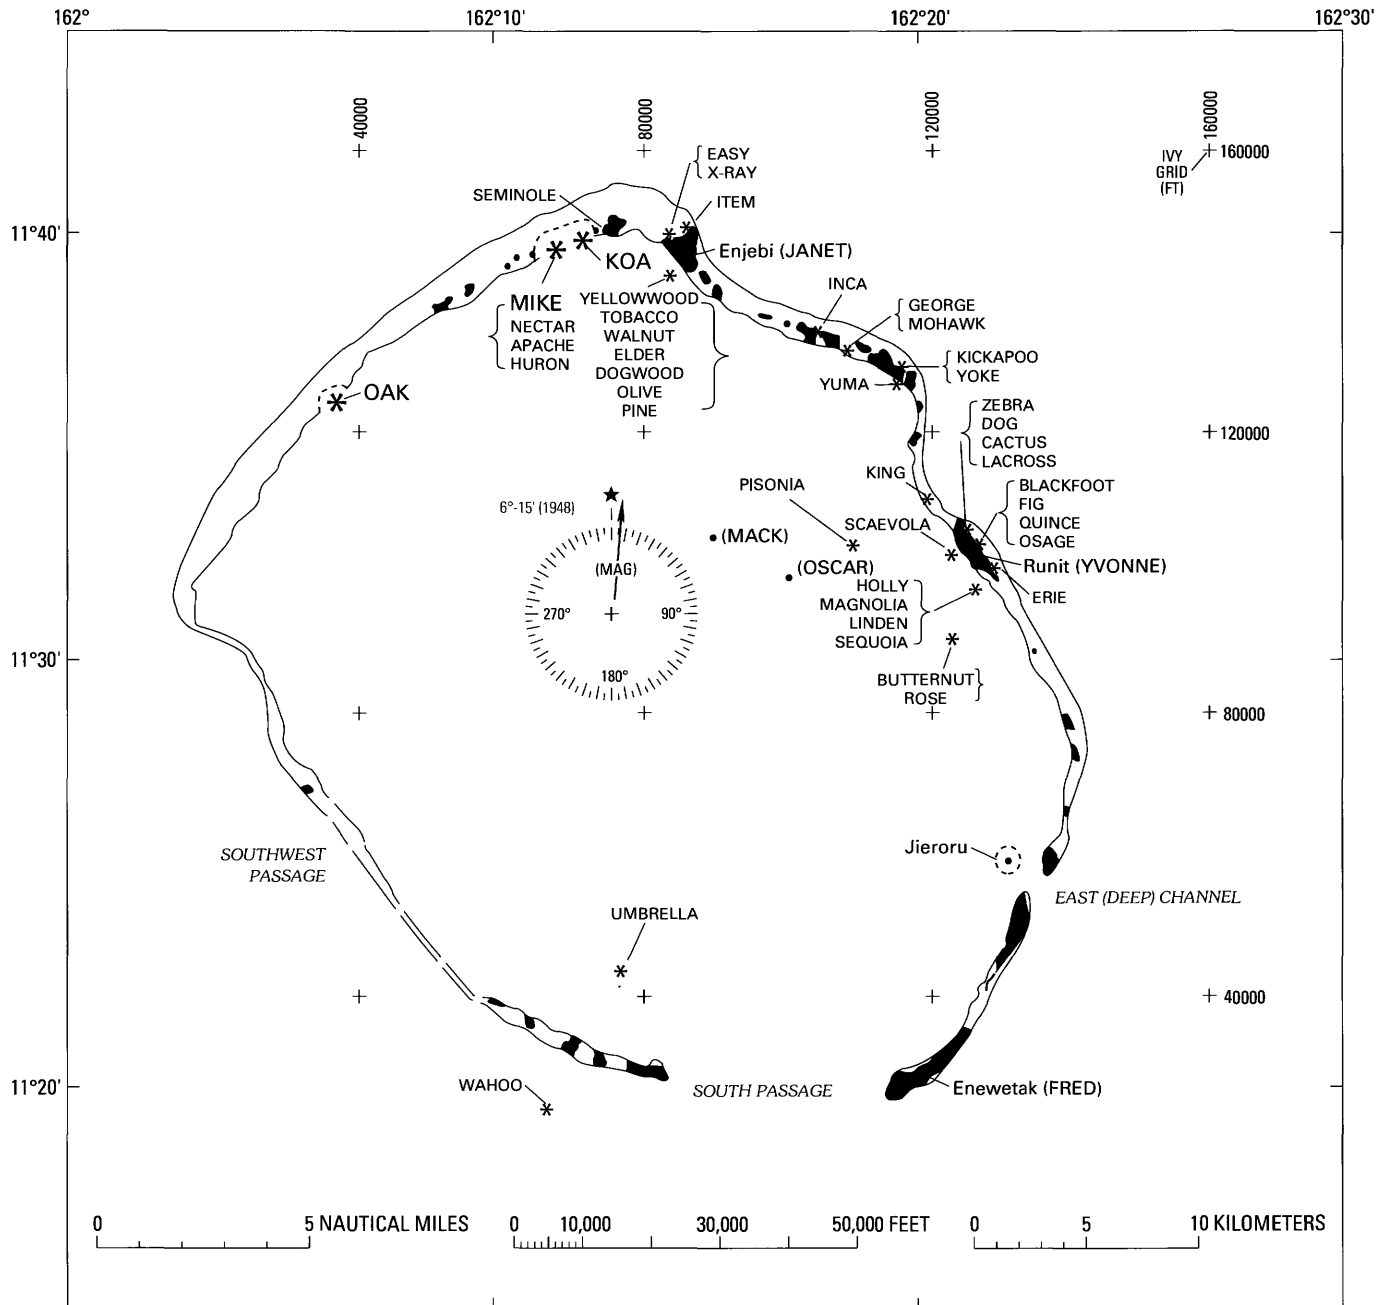 162°
162°10'
162°20'
162°30'
40000
80000
120000
160000
IVY
GRID
(FT)
160000
EASY
X-RAY
SEMINOLE
ITEM
11°40'
KOA
Enjebi (JANET)
INCA
MIKE
NECTAR
APACHE
HURON
YELLOWWOOD
TOBACCO
WALNUT
ELDER
DOGWOOD
OLIVE
PINE
GEORGE
MOHAWK
KICKAPOO
YOKE
YUMA
OAK
ZEBRA
DOG
CACTUS
LACROSS
120000
KING
PISONIA
BLACKFOOT
FIG
QUINCE
OSAGE
SCAEVOLA
6°-15' (1948)
(MACK)
(MAG)
(OSCAR)
Runit (YVONNE)
HOLLY
MAGNOLIA
LINDEN
SEQUOIA
ERIE
270°
90°
180°
11°30'
BUTTERNUT
ROSE
80000
SOUTHWEST
PASSAGE
Jieroru
EAST (DEEP) CHANNEL
UMBRELLA
40000
11°20'
WAHOO
SOUTH PASSAGE
Enewetak (FRED)
0 5 NAUTICAL MILES
0 10,000 30,000 50,000 FEET
0 5 10 KILOMETERS